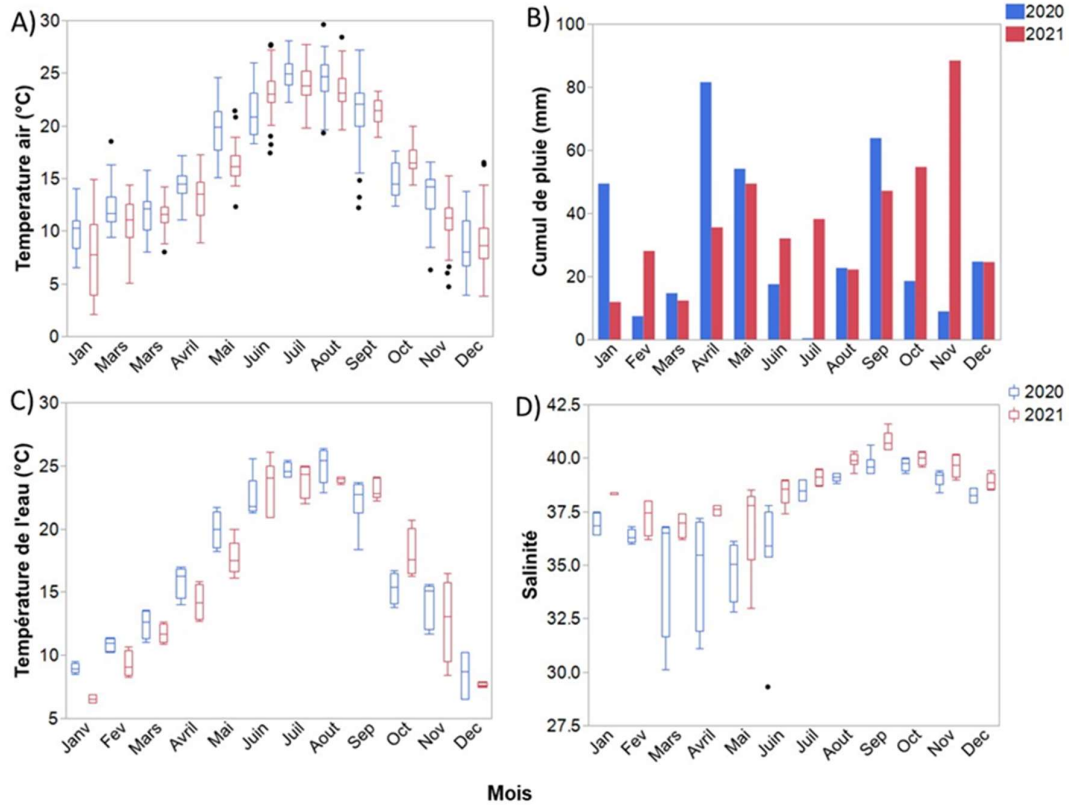 A)
Temperature air (°C)
30
25
20
15
10
5
0
Jan Mars Mars Avril Mai Juin Juil Aout Sept Oct Nov Dec
B)
2020
2021
Cumul de pluie (mm)
100
80
60
40
20
0
Jan Fev Mars Avril Mai Juin Juil Aout Sep Oct Nov Dec
C)
Température de l'eau (°C)
30
25
20
15
10
5
Janv Fev Mars Avril Mai Juin Juil Aout Sep Oct Nov Dec
D)
2020
2021
Salinité
42.5
40.0
37.5
35.0
32.5
30.0
27.5
Jan Fev Mars Avril Mai Juin Juil Aout Sep Oct Nov Dec
Mois